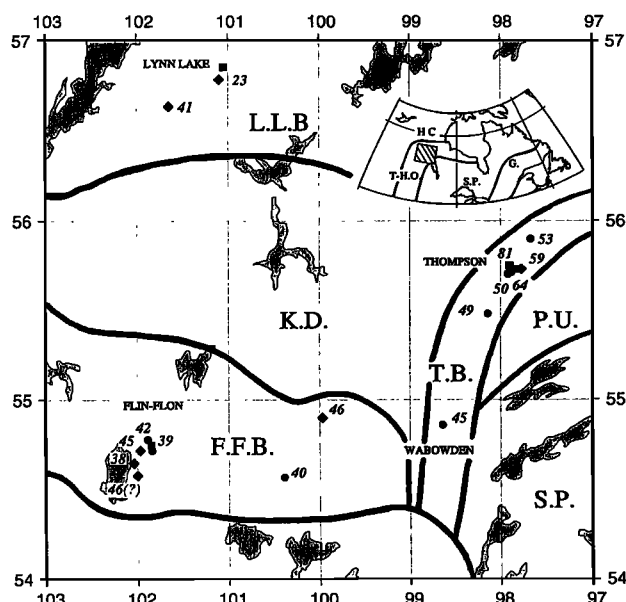 103 102 101 100 99 98 97
57 57
LYNN LAKE
23
41
L.L.B
H C
T-H.O.
S.P.
G.
56 56
53
THOMPSON 81 59
50 64
49
K.D.
P.U.
T.B.
55 55
FLIN-FLON
46
42
45 39
F.F.B.
45
38
WABOWDEN
40
46(?)
S.P.
54 54
103 102 101 100 99 98 97